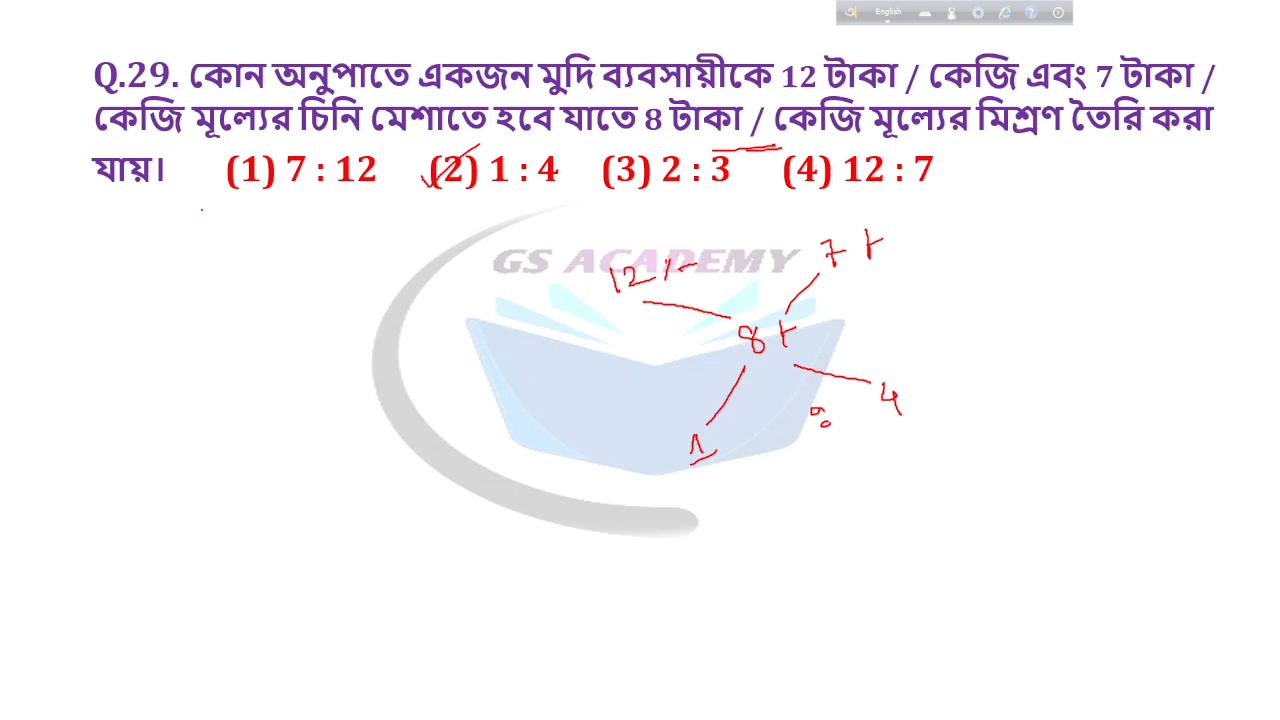 English
Q.29. কোন অনুপাতে একজন মুদি ব্যবসায়ীকে 12 টাকা / কেজি এবং 7 টাকা /
কেজি মূল্যের চিনি মেশাতে হবে যাতে 8 টাকা / কেজি মূল্যের মিশ্রণ তৈরি করা
যায়। (1) 7 : 12 (2) 1 : 4 (3) 2 : 3 (4) 12 : 7
GS ACADEMY
12 7
8
1 : 4